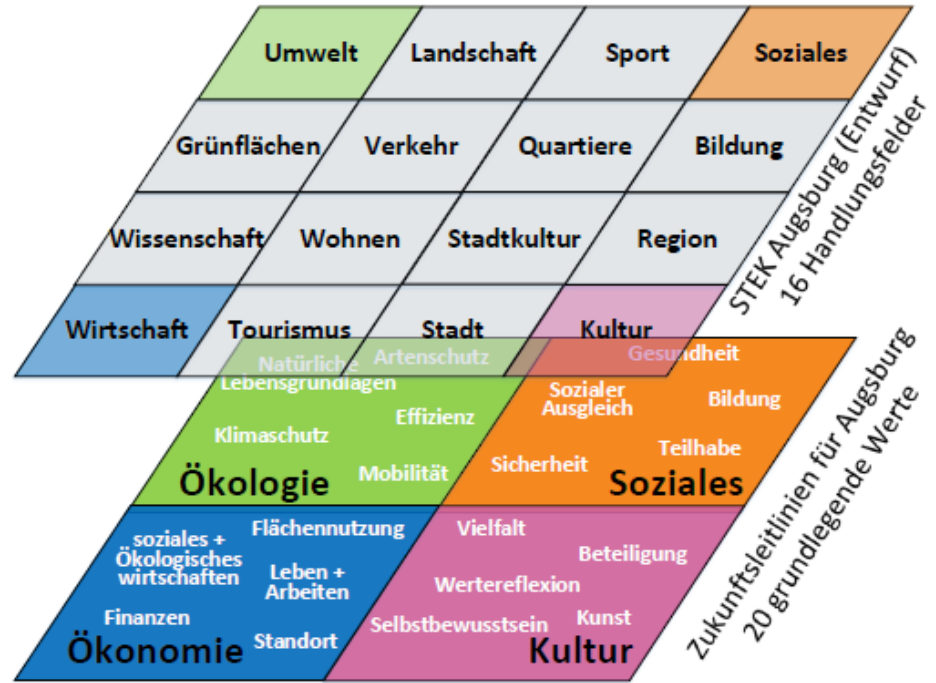 Umwelt
Landschaft
Sport
Soziales
Grünflächen
Verkehr
Quartiere
Bildung
Wissenschaft
Wohnen
Stadtkultur
Region
Wirtschaft
Tourismus
Stadt
Kultur
STEK Augsburg (Entwurf)
16 Handlungsfelder
Natürliche
Lebensgrundlagen
Artenschutz
Effizienz
Klimaschutz
Mobilität
Ökologie
Gesundheit
Sozialer
Ausgleich
Bildung
Teilhabe
Sicherheit
Soziales
soziales +
Ökologisches
wirtschaften
Flächennutzung
Leben +
Arbeiten
Finanzen
Standort
Ökonomie
Vielfalt
Beteiligung
Wertereflexion
Selbstbewusstsein
Kunst
Kultur
Zukunftsleitlinien für Augsburg
20 grundlegende Werte